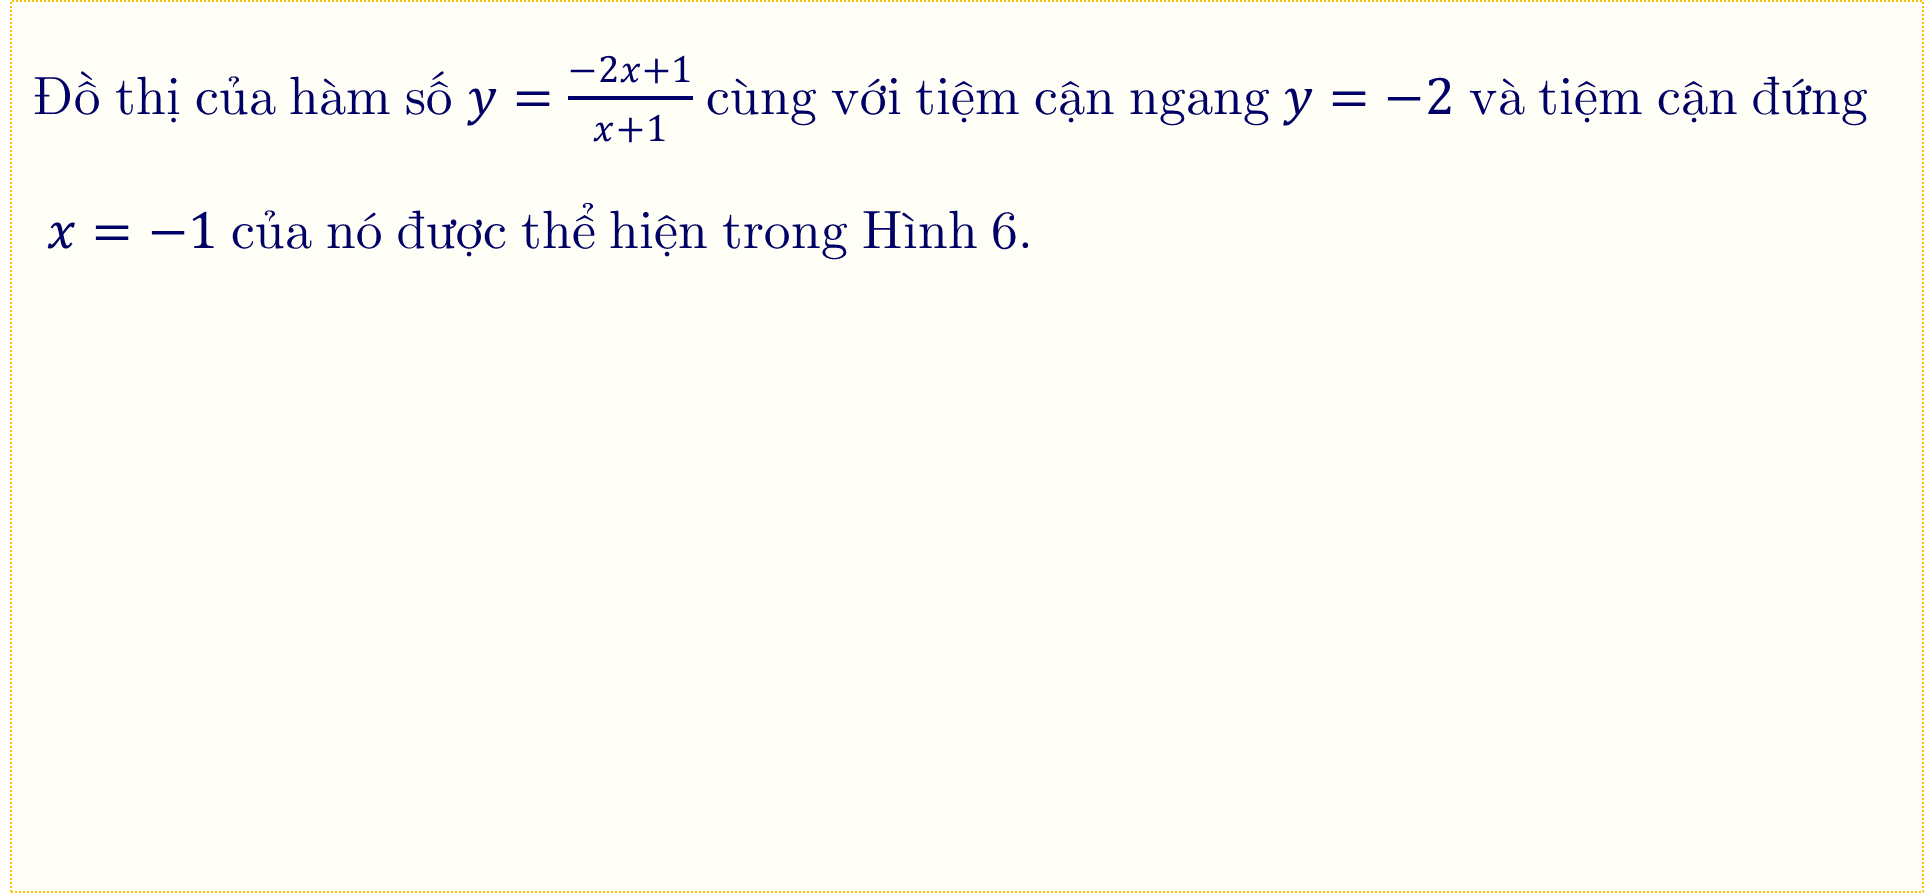 Đồ thị của hàm số $y = \frac{-2x+1}{x+1}$ cùng với tiệm cận ngang $y = -2$ và tiệm cận đứng
$x = -1$ của nó được thể hiện trong Hình 6.